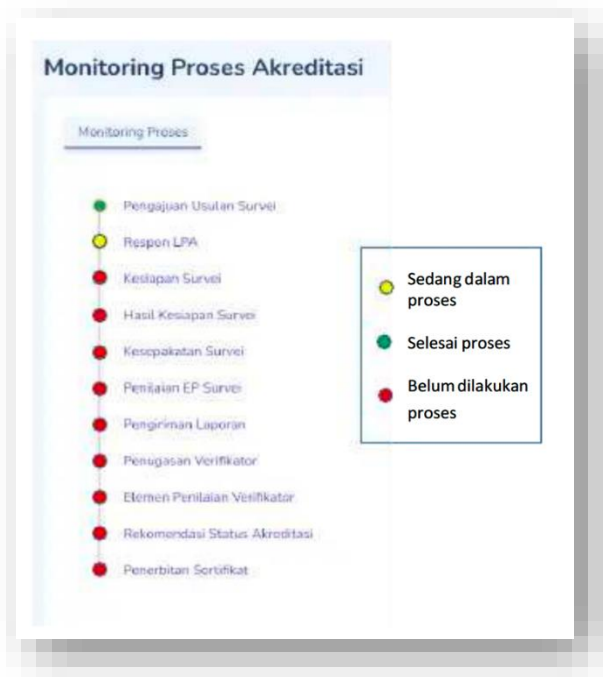 Monitoring Proses Akreditasi
Monitoring Proses
Pengajuan Usulan Survei
Respon LPA
Kesiapan Survei
Hasil Kesiapan Survei
Kesepakatan Survei
Penilaian EP Survei
Pengiriman Laporan
Penugasan Verifikator
Elemen Penilaian Verifikator
Rekomendasi Status Akreditasi
Penerbitan Sertifikat
Sedang dalam
proses
Selesai proses
Belum dilakukan
proses